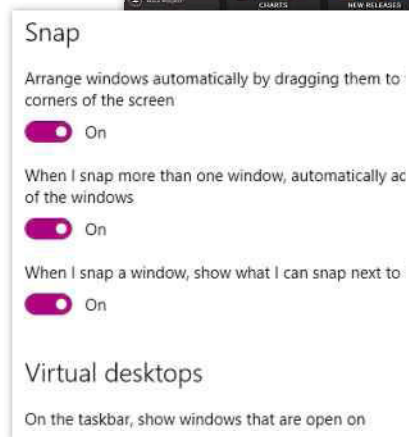 CHARTS NEW RELEASES
Snap
Arrange windows automatically by dragging them to
corners of the screen
On
When I snap more than one window, automatically
of the windows
On
When I snap a window, show what I can snap next to
On
Virtual desktops
On the taskbar, show windows that are open on